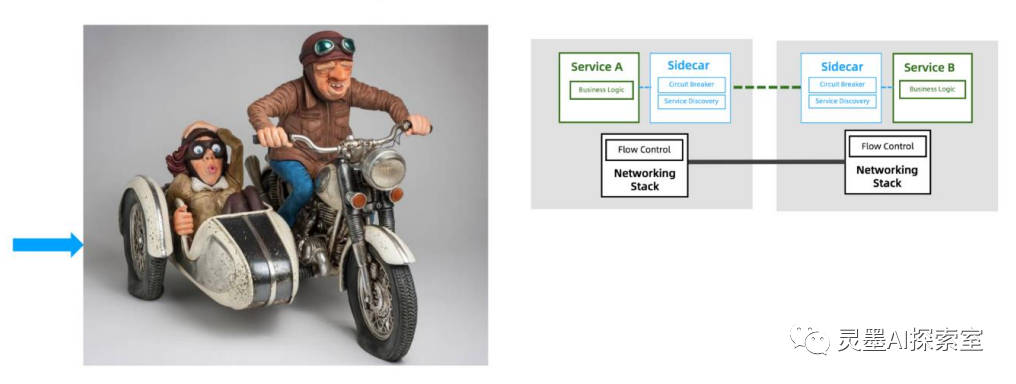 Service A
Business Logic
Sidecar
Circuit Breaker
Service Discovery
Flow Control
Networking
Stack
Sidecar
Circuit Breaker
Service Discovery
Service B
Business Logic
Flow Control
Networking
Stack
灵墨AI探索室